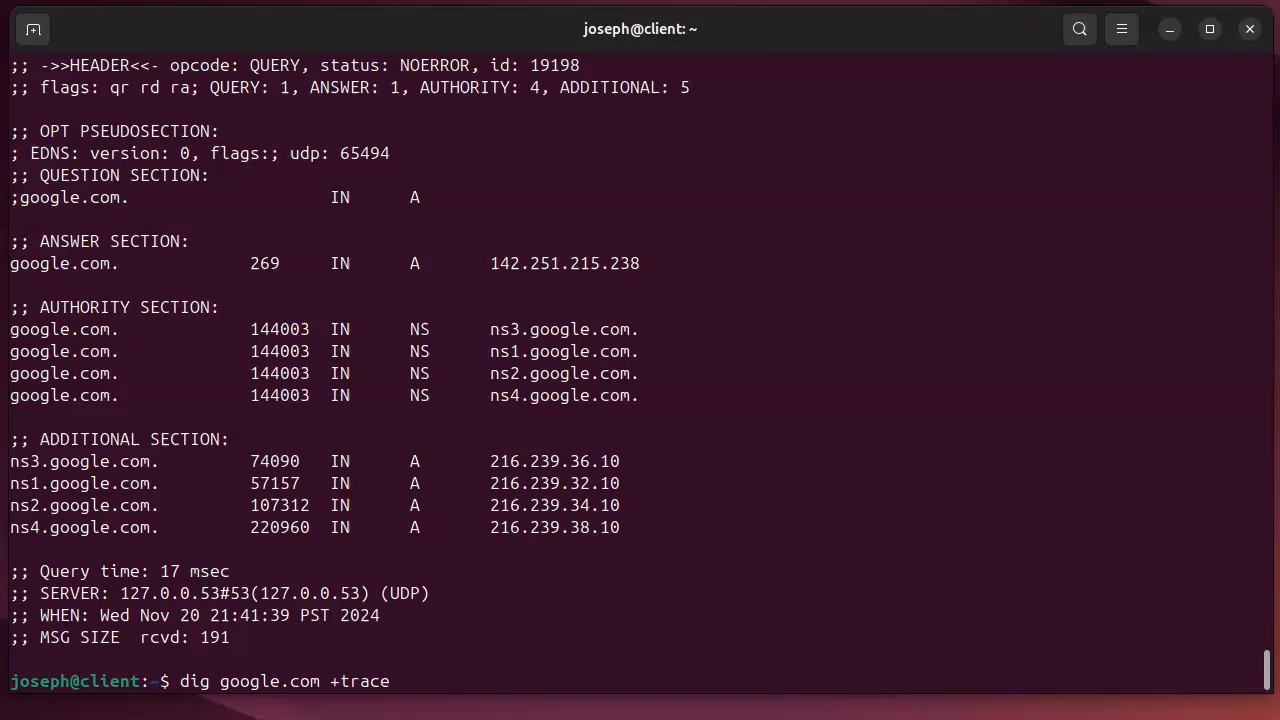 joseph@client: ~
;; ->>HEADER<<- opcode: QUERY, status: NOERROR, id: 19198
;; flags: qr rd ra; QUERY: 1, ANSWER: 1, AUTHORITY: 4, ADDITIONAL: 5
;; OPT PSEUDOSECTION:
; EDNS: version: 0, flags:; udp: 65494
;; QUESTION SECTION:
;google.com. IN A
;; ANSWER SECTION:
google.com. 269 IN A 142.251.215.238
;; AUTHORITY SECTION:
google.com. 144003 IN NS ns3.google.com.
google.com. 144003 IN NS ns1.google.com.
google.com. 144003 IN NS ns2.google.com.
google.com. 144003 IN NS ns4.google.com.
;; ADDITIONAL SECTION:
ns3.google.com. 74090 IN A 216.239.36.10
ns1.google.com. 57157 IN A 216.239.32.10
ns2.google.com. 107312 IN A 216.239.34.10
ns4.google.com. 220960 IN A 216.239.38.10
;; Query time: 17 msec
;; SERVER: 127.0.0.53#53(127.0.0.53) (UDP)
;; WHEN: Wed Nov 20 21:41:39 PST 2024
;; MSG SIZE  rcvd: 191
joseph@client:~$ dig google.com +trace